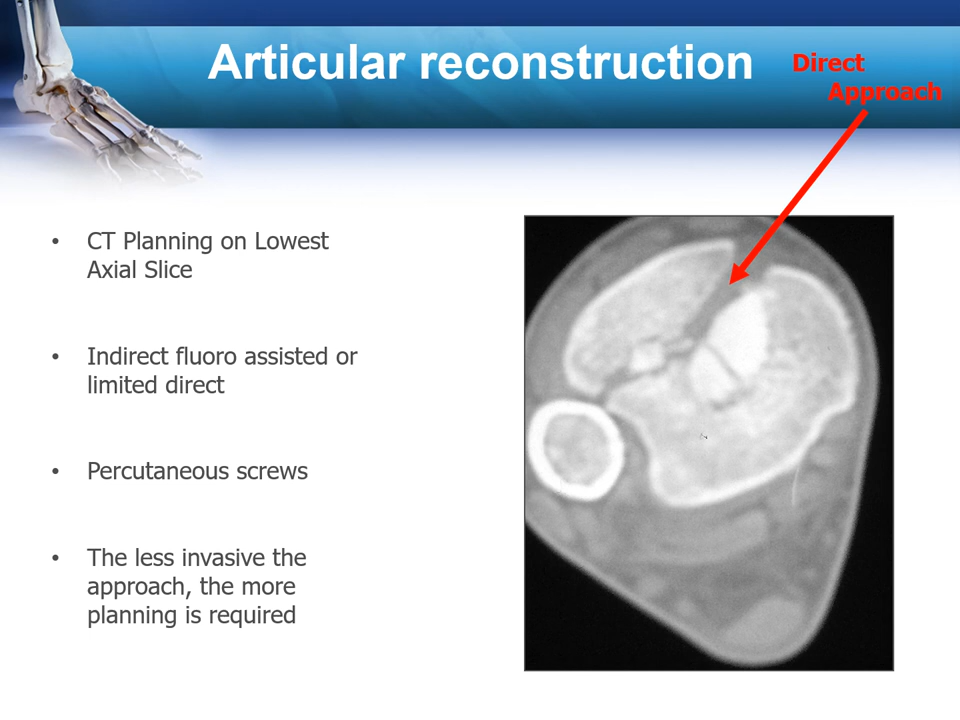 Articular reconstruction
Direct
Approach
• CT Planning on Lowest
Axial Slice
• Indirect fluoro assisted or
limited direct
• Percutaneous screws
• The less invasive the
approach, the more
planning is required